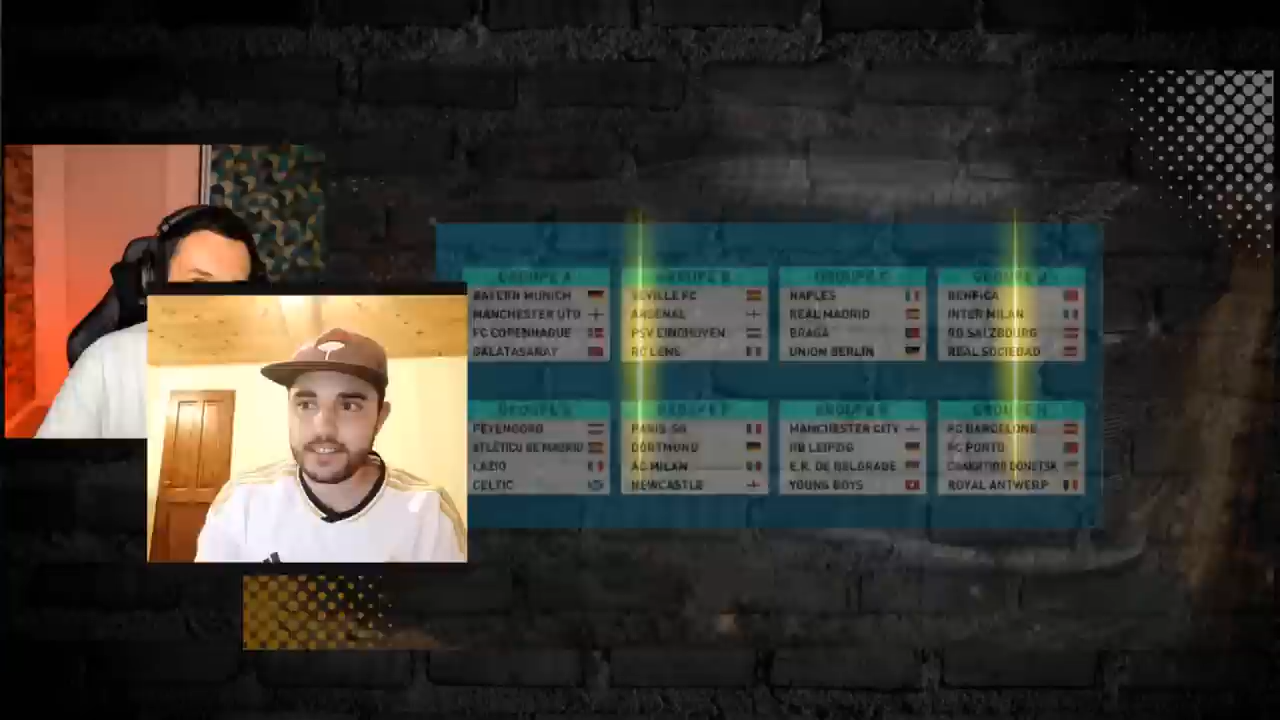 GROUPE A
BAYERN MUNICH
MANCHESTER UTD
FC COPENHAGUE
GALATASARAY
GROUPE B
SEVILLE FC
ARSENAL
PSV EINDHOVEN
RC LENS
GROUPE C
NAPLES
REAL MADRID
BRAGA
UNION BERLIN
GROUPE D
BENFICA
INTER MILAN
RB SALZBOURG
REAL SOCIEDAD
GROUPE E
FEYENOORD
ATLÉTICO DE MADRID
LAZIO
CELTIC
GROUPE F
PARIS-SG
DORTMUND
AC MILAN
NEWCASTLE
GROUPE G
MANCHESTER CITY
RB LEIPZIG
E.R. DE BELGRADE
YOUNG BOYS
GROUPE H
FC BARCELONE
FC PORTO
CHAKHTIOR DONETSK
ROYAL ANTWERP